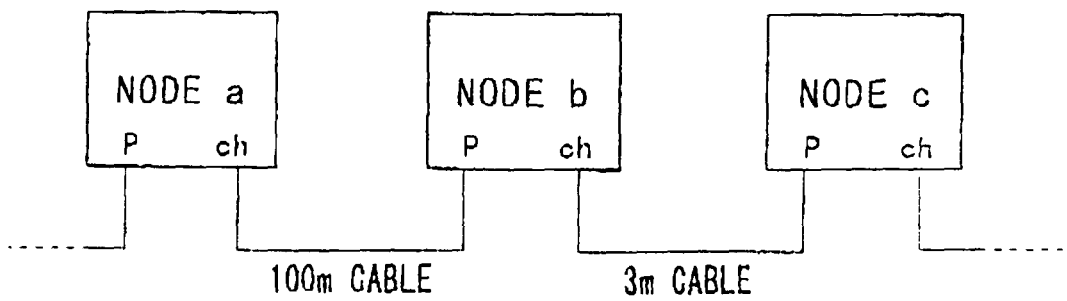 NODE a
P ch
NODE b
P ch
NODE c
P ch
100m CABLE
3m CABLE